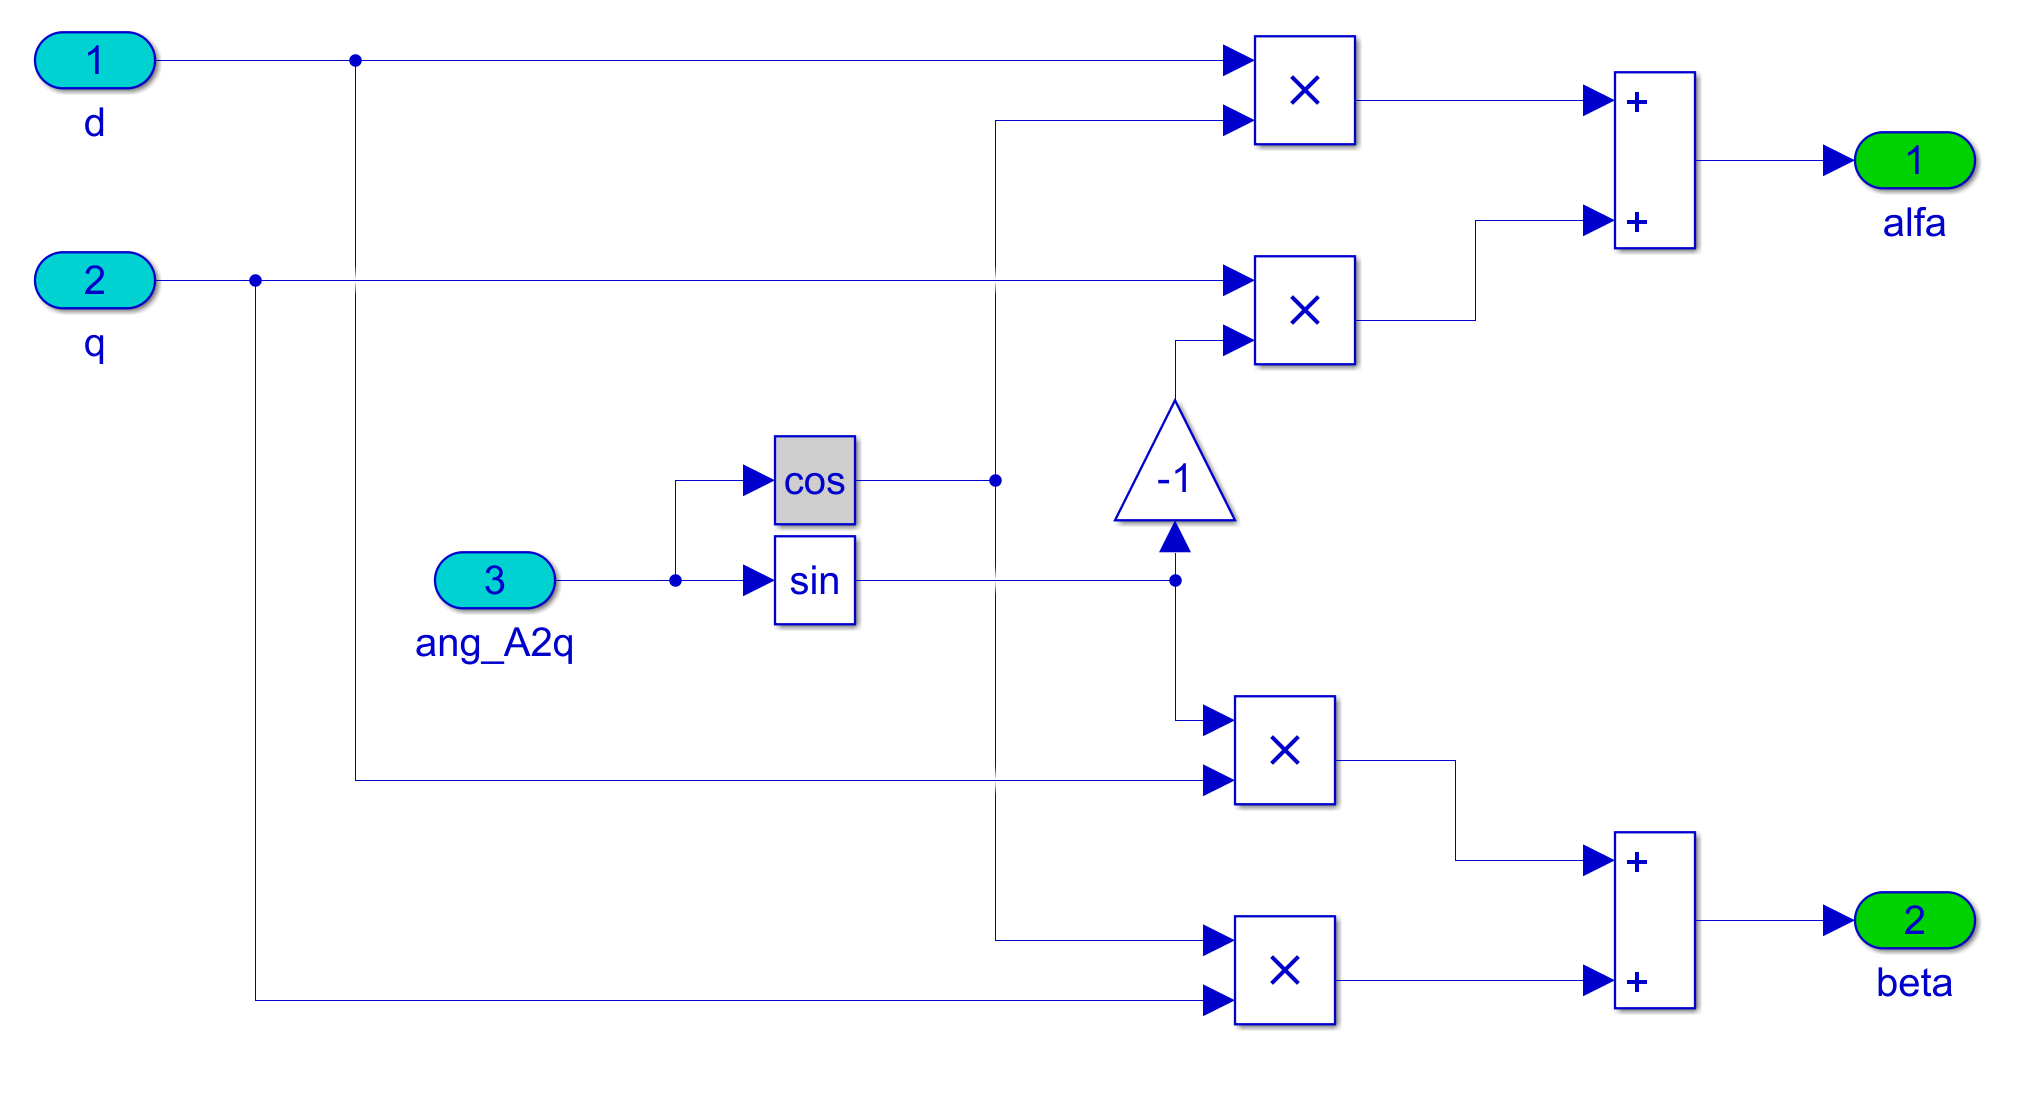 1
d
×
+
1
alfa
2
q
×
+
-1
cos
sin
3
ang_A2q
×
+
2
beta
×
+